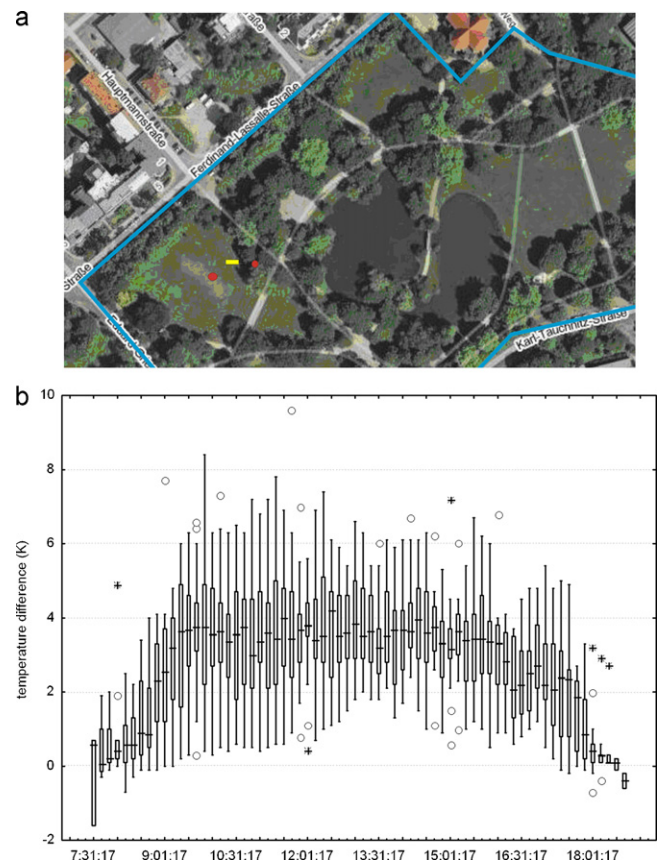 a
Hauptmannstraße
Ferdinand-Lassalle-Straße
Straße
Karl-Tauchnitz-Straße
b
10
8
6
4
2
0
-2
temperature difference (K)
7:31:17 9:01:17 10:31:17 12:01:17 13:31:17 15:01:17 16:31:17 18:01:17